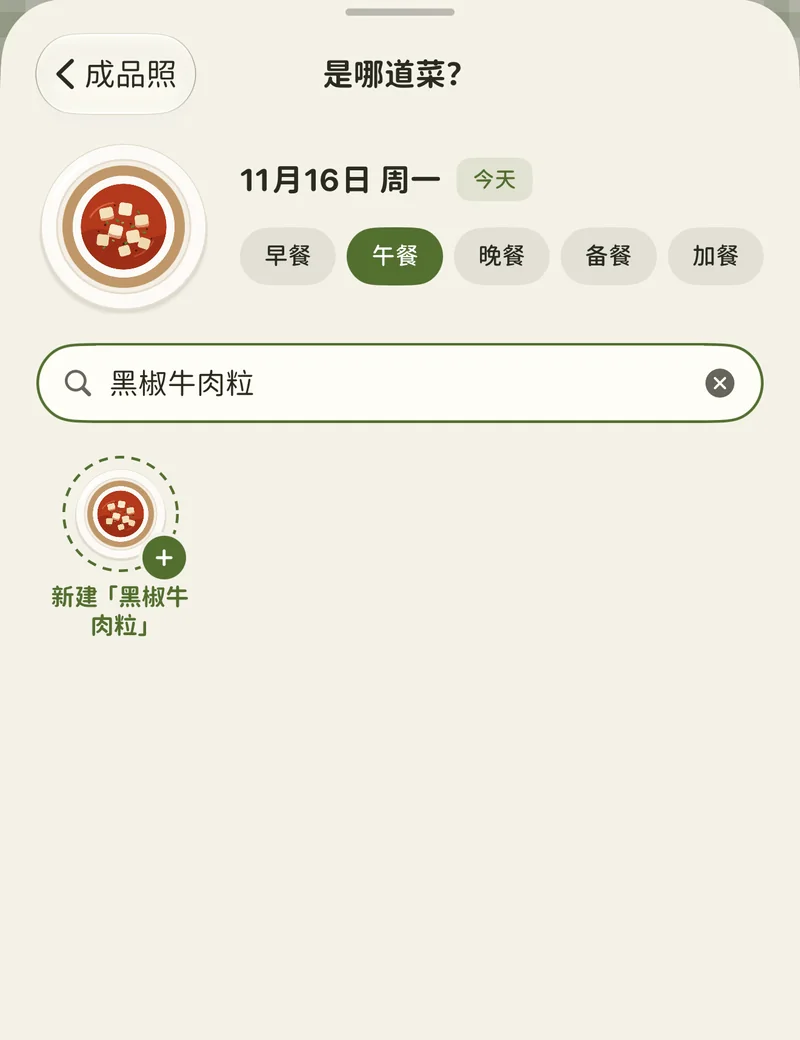 成品照
是哪道菜？
11月16日 周一 今天
早餐 午餐 晚餐 备餐 加餐
黑椒牛肉粒
新建「黑椒牛
肉粒」